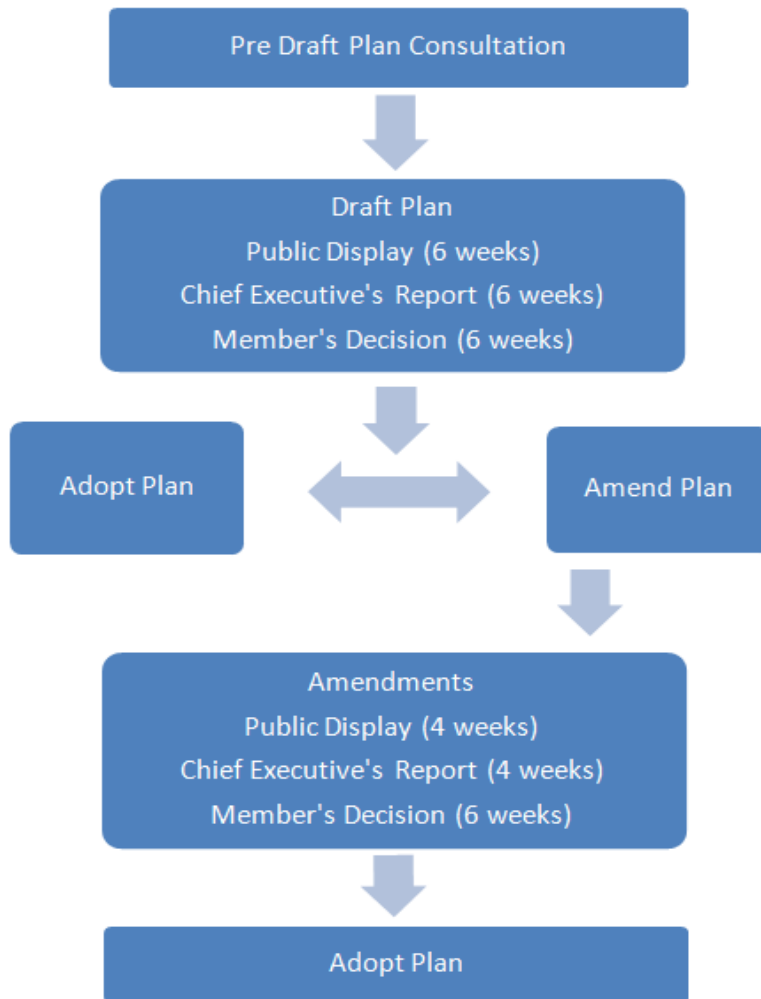 Pre Draft Plan Consultation
Draft Plan
Public Display (6 weeks)
Chief Executive's Report (6 weeks)
Member's Decision (6 weeks)
Adopt Plan
Amend Plan
Amendments
Public Display (4 weeks)
Chief Executive's Report (4 weeks)
Member's Decision (6 weeks)
Adopt Plan